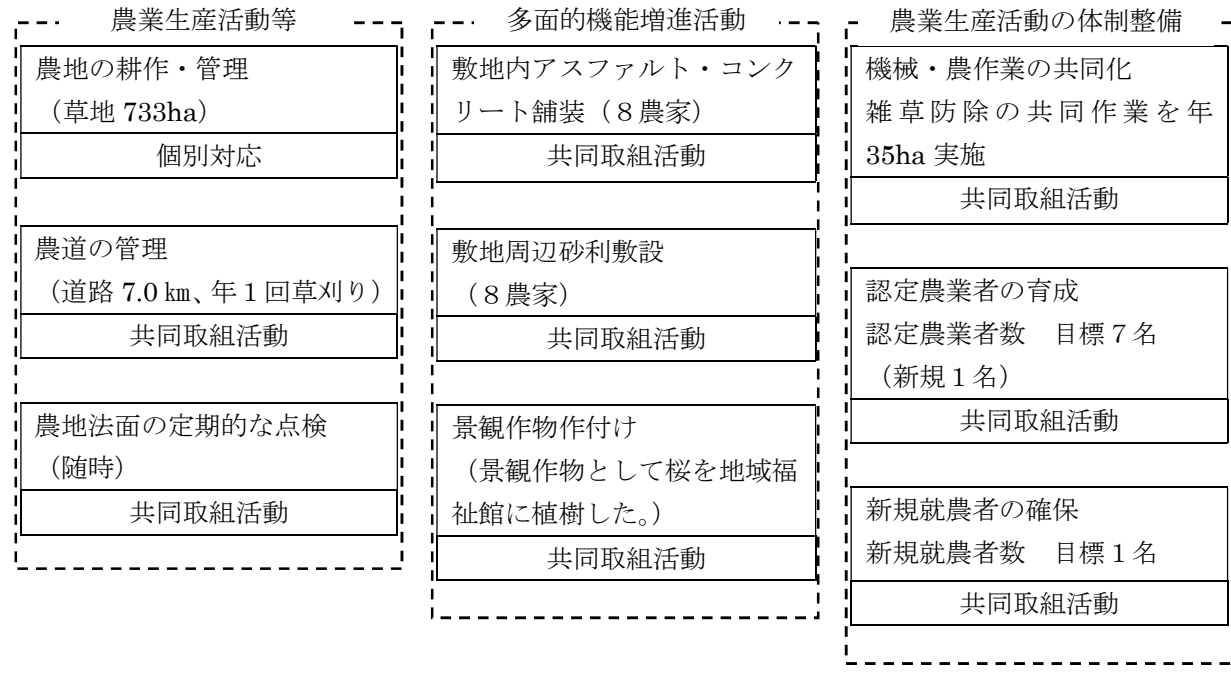 農業生産活動等
農地の耕作・管理
（草地 733ha）
個別対応
農道の管理
（道路 7.0 ㎞、年１回草刈り）
共同取組活動
農地法面の定期的な点検
（随時）
共同取組活動
多面的機能増進活動
敷地内アスファルト・コンク
リート舗装（８農家）
共同取組活動
敷地周辺砂利敷設
（８農家）
共同取組活動
景観作物作付け
（景観作物として桜を地域福
祉館に植樹した。）
共同取組活動
農業生産活動の体制整備
機械・農作業の共同化
雑草防除の共同作業を年
35ha 実施
共同取組活動
認定農業者の育成
認定農業者数　目標７名
（新規１名）
共同取組活動
新規就農者の確保
新規就農者数　目標１名
共同取組活動